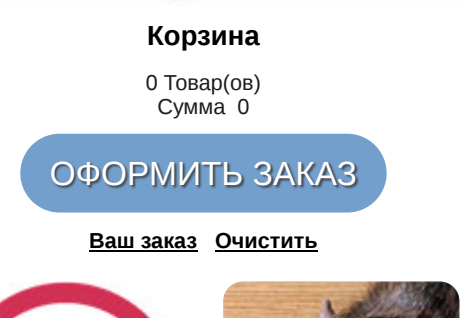 Корзина
0 Товар(ов)
Сумма 0
ОФОРМИТЬ ЗАКАЗ
Ваш заказ Очистить